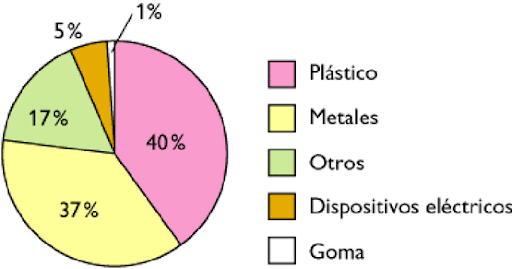 1%
5%
17%
40%
37%
Plástico
Metales
Otros
Dispositivos eléctricos
Goma